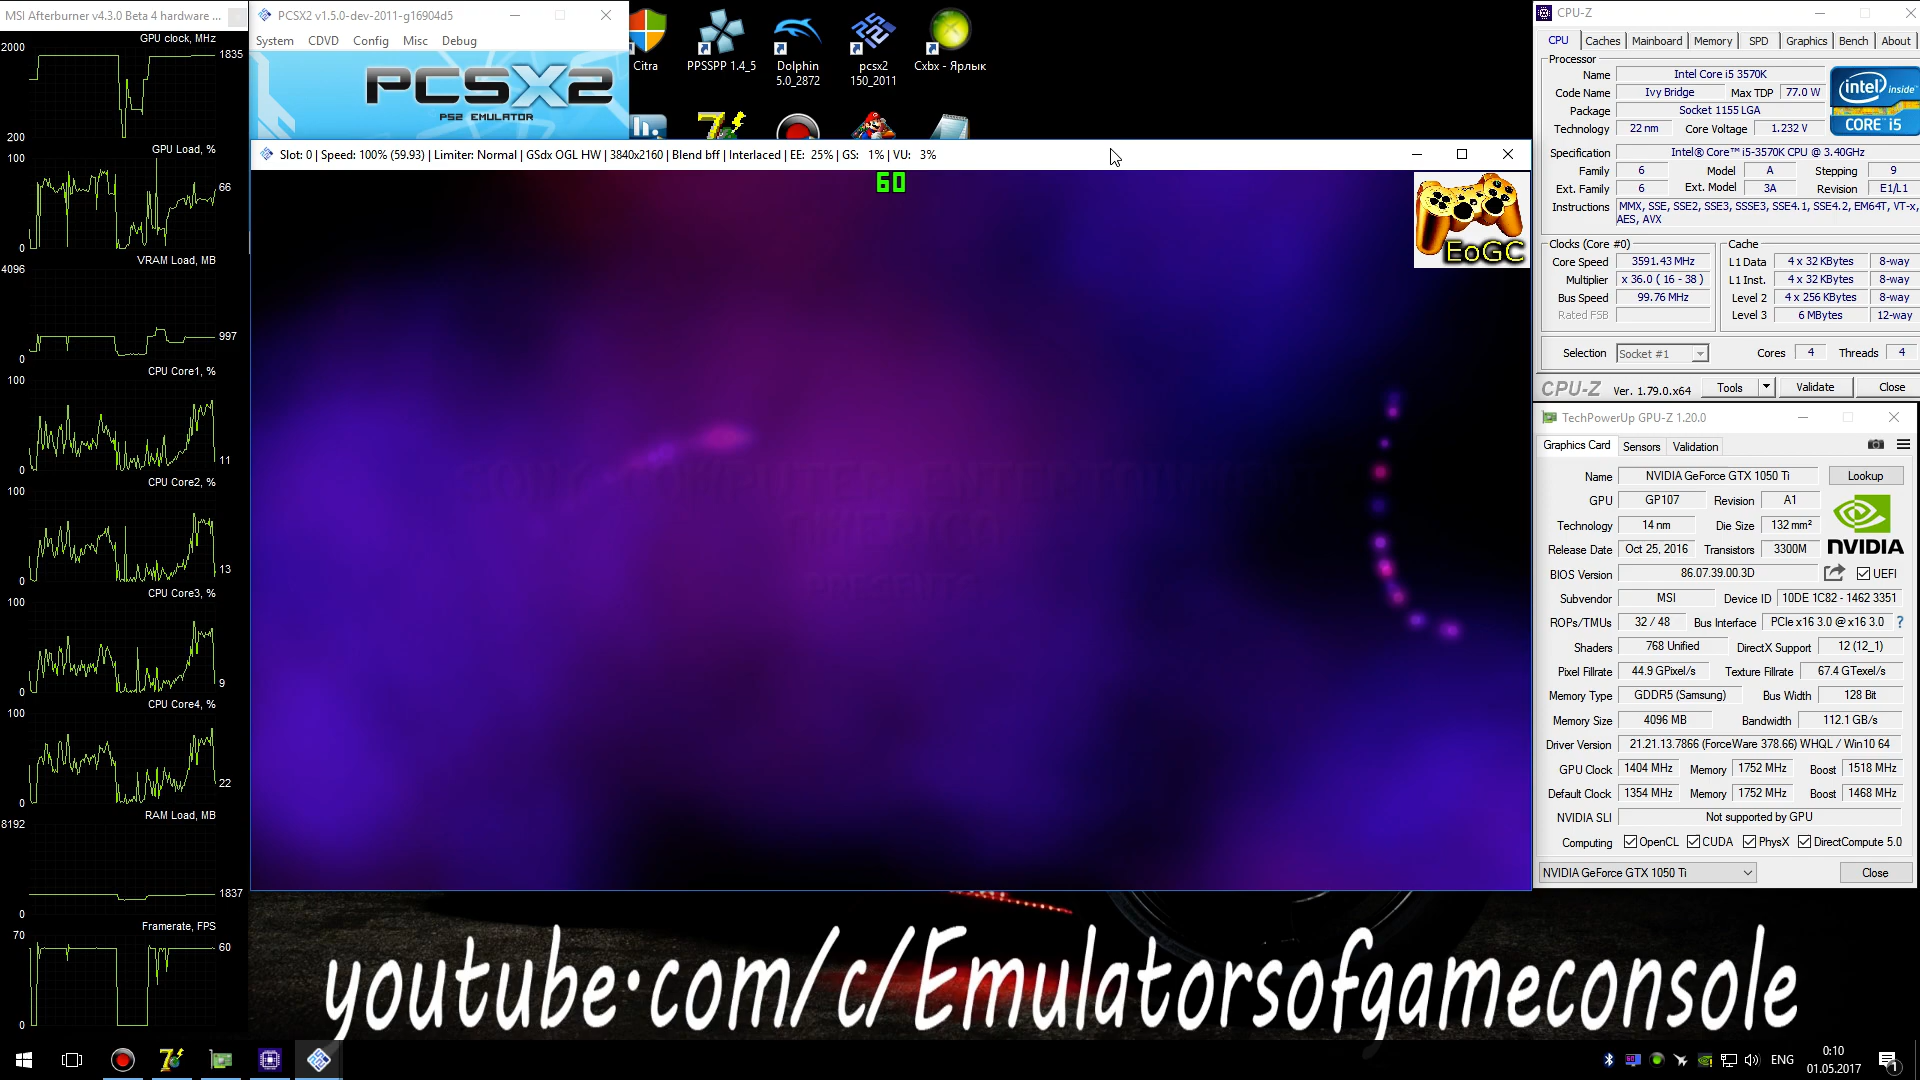 MSI Afterburner v4.3.0 Beta 4 hardware ...
GPU clock, MHz
2000
1835
200
GPU Load, %
100
66
0
VRAM Load, MB
4096
997
0
CPU Core1, %
100
11
0
CPU Core2, %
100
13
0
CPU Core3, %
100
9
0
CPU Core4, %
100
22
0
RAM Load, MB
8192
1837
0
Framerate, FPS
70
60
0
PCSX2 v1.5.0-dev-2011-g16904d5
System CDVD Config Misc Debug
PCSX2
PS2 EMULATOR
Citra
PPSSPP 1.4_5
Dolphin
5.0_2872
pcsx2
150_2011
Cxbx - Ярлык
Slot: 0 | Speed: 100% (59.93) | Limiter: Normal | GSdx OGL HW | 3840x2160 | Blend bff | Interlaced | EE: 25% | GS: 1% | VU: 3%
60
EoGC
PRESENTS
youtube.com/c/Emulatorsofgameconsole
CPU-Z
CPU Caches Mainboard Memory SPD Graphics Bench About
Processor
Name Intel Core i5 3570K
Code Name Ivy Bridge Max TDP 77.0 W
Package Socket 1155 LGA
Technology 22 nm Core Voltage 1.232 V
intel inside™
CORE i5
Specification Intel® Core™ i5-3570K CPU @ 3.40GHz
Family 6 Model A Stepping 9
Ext. Family 6 Ext. Model 3A Revision E1/L1
Instructions MMX, SSE, SSE2, SSE3, SSSE3, SSE4.1, SSE4.2, EM64T, VT-x,
AES, AVX
Clocks (Core #0)
Core Speed 3591.43 MHz
Multiplier x 36.0 ( 16 - 38 )
Bus Speed 99.76 MHz
Rated FSB
Cache
L1 Data 4 x 32 KBytes 8-way
L1 Inst. 4 x 32 KBytes 8-way
Level 2 4 x 256 KBytes 8-way
Level 3 6 MBytes 12-way
Selection Socket #1 Cores 4 Threads 4
CPU-Z Ver. 1.79.0.x64 Tools Validate Close
TechPowerUp GPU-Z 1.20.0
Graphics Card Sensors Validation
Name NVIDIA GeForce GTX 1050 Ti Lookup
GPU GP107 Revision A1
Technology 14 nm Die Size 132 mm²
Release Date Oct 25, 2016 Transistors 3300M
NVIDIA
BIOS Version 86.07.39.00.3D UEFI
Subvendor MSI Device ID 10DE 1C82 - 1462 3351
ROPs/TMUs 32 / 48 Bus Interface PCIe x16 3.0 @ x16 3.0 ?
Shaders 768 Unified DirectX Support 12 (12_1)
Pixel Fillrate 44.9 GPixel/s Texture Fillrate 67.4 GTexel/s
Memory Type GDDR5 (Samsung) Bus Width 128 Bit
Memory Size 4096 MB Bandwidth 112.1 GB/s
Driver Version 21.21.13.7866 (ForceWare 378.66) WHQL / Win10 64
GPU Clock 1404 MHz Memory 1752 MHz Boost 1518 MHz
Default Clock 1354 MHz Memory 1752 MHz Boost 1468 MHz
NVIDIA SLI Not supported by GPU
Computing OpenCL CUDA PhysX DirectCompute 5.0
NVIDIA GeForce GTX 1050 Ti Close
ENG
0:10
01.05.2017
1